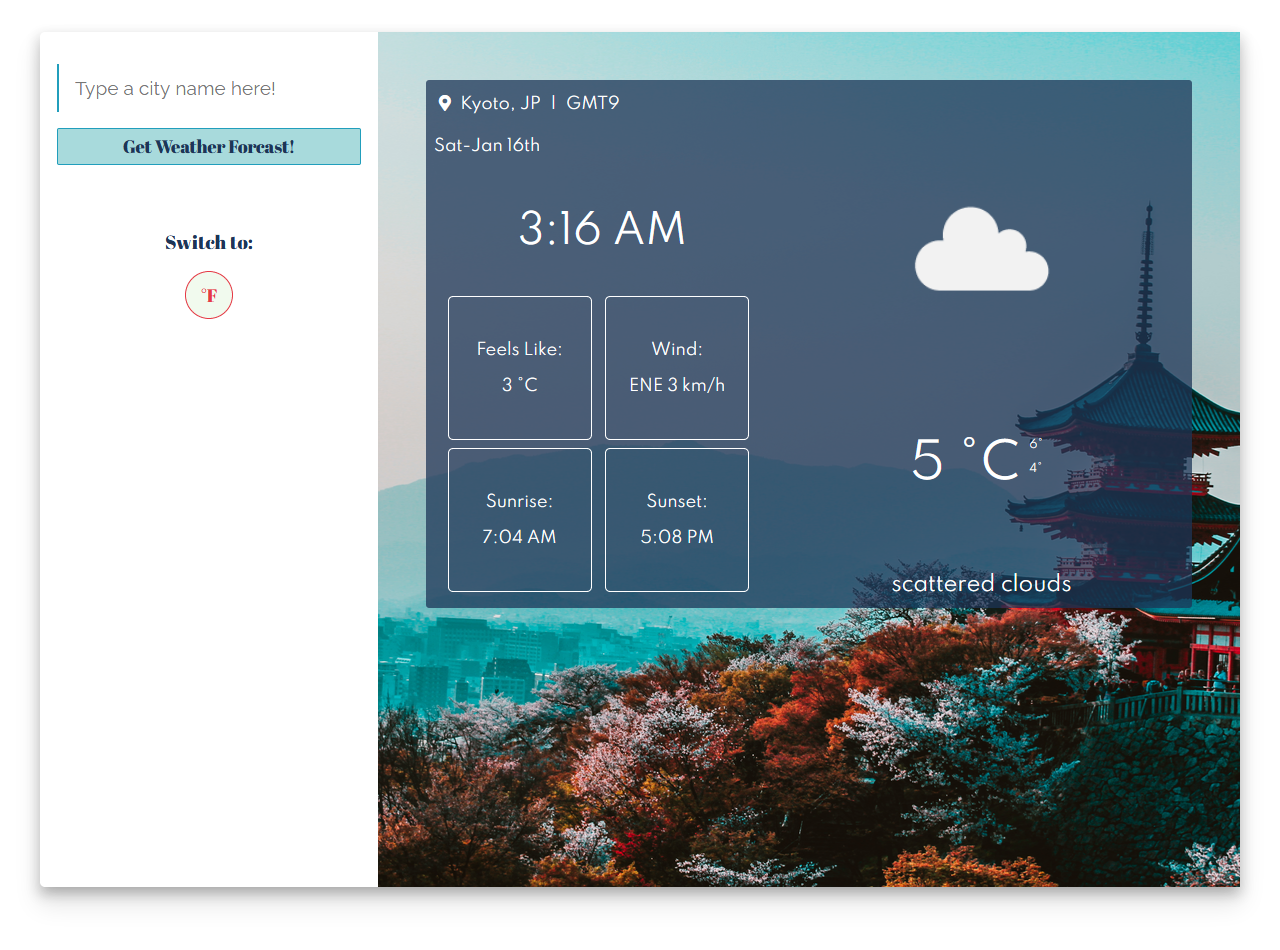 Type a city name here!
Get Weather Forcast!
Switch to:
°F
Kyoto, JP | GMT9
Sat-Jan 16th
3:16 AM
Feels Like:
3 °C
Wind:
ENE 3 km/h
Sunrise:
7:04 AM
Sunset:
5:08 PM
5 °C
6°
4°
scattered clouds